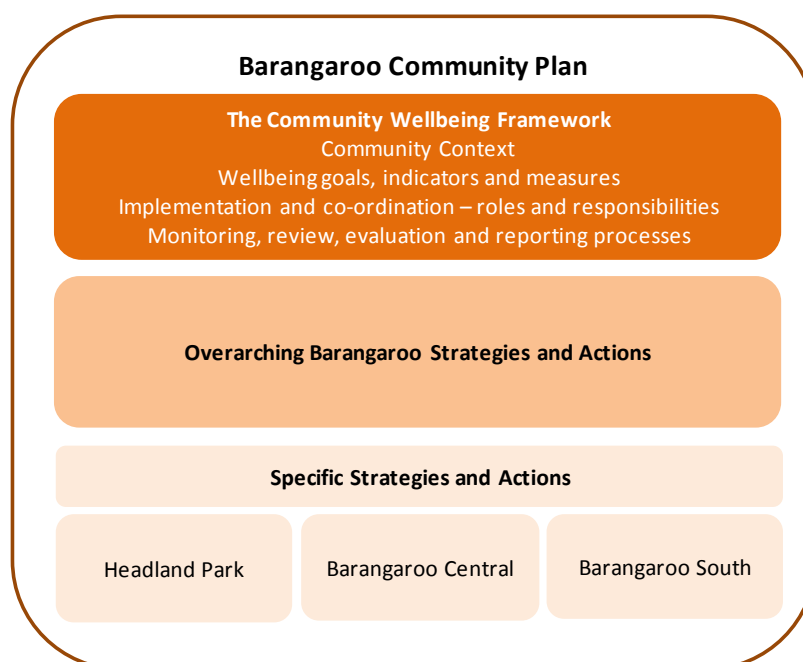 Barangaroo Community Plan
The Community Wellbeing Framework
Community Context
Wellbeing goals, indicators and measures
Implementation and co-ordination – roles and responsibilities
Monitoring, review, evaluation and reporting processes
Overarching Barangaroo Strategies and Actions
Specific Strategies and Actions
Headland Park
Barangaroo Central
Barangaroo South